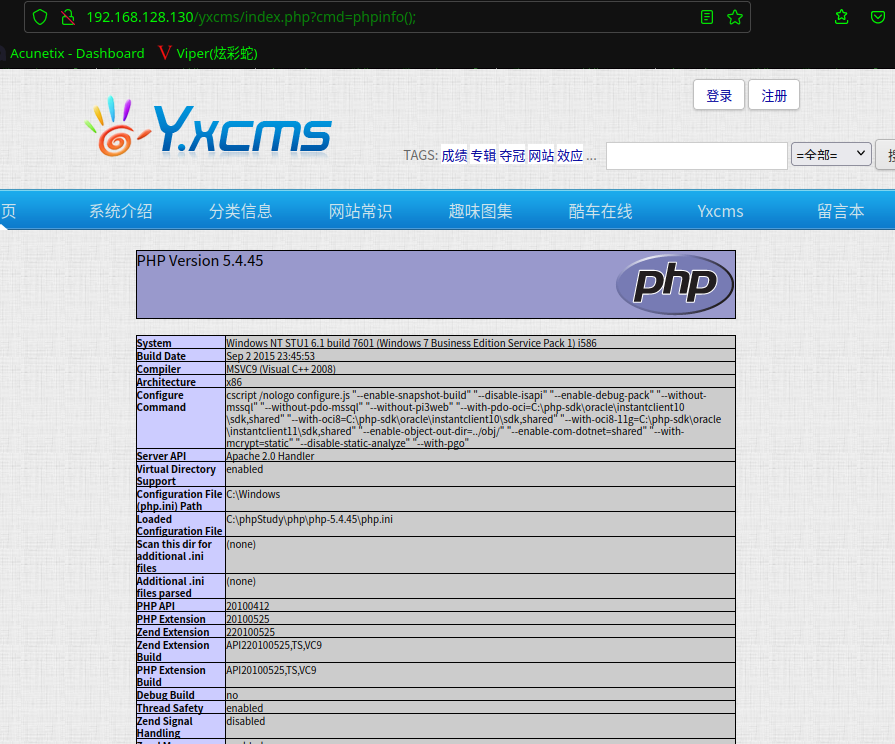 192.168.128.130/yxcms/index.php?cmd=phpinfo();
Acunetix - Dashboard Viper(炫彩蛇)
登录 注册
Y.xcms
TAGS: 成绩 专辑 夺冠 网站 效应 ... =全部=
页 系统介绍 分类信息 网站常识 趣味图集 酷车在线 Yxcms 留言本
PHP Version 5.4.45
php
System Windows NT STU1 6.1 build 7601 (Windows 7 Business Edition Service Pack 1) i586
Build Date Sep 2 2015 23:45:53
Compiler MSVC9 (Visual C++ 2008)
Architecture x86
Configure
Command
cscript /nologo configure.js "--enable-snapshot-build" "--disable-isapi" "--enable-debug-pack" "--without-
mssql" "--without-pdo-mssql" "--without-pi3web" "--with-pdo-oci=C:\php-sdk\oracle\instantclient10
\sdk,shared" "--with-oci8=C:\php-sdk\oracle\instantclient10\sdk,shared" "--with-oci8-11g=C:\php-sdk\oracle
\instantclient11\sdk,shared" "--enable-object-out-dir=../obj/" "--enable-com-dotnet=shared" "--with-
mcrypt=static" "--disable-static-analyze" "--with-pgo"
Server API Apache 2.0 Handler
Virtual Directory
Support
enabled
Configuration File
(php.ini) Path
C:\Windows
Loaded
Configuration File
C:\phpStudy\php\php-5.4.45\php.ini
Scan this dir for
additional .ini
files
(none)
Additional .ini
files parsed
(none)
PHP API 20100412
PHP Extension 20100525
Zend Extension 220100525
Zend Extension
Build
API220100525,TS,VC9
PHP Extension
Build
API20100525,TS,VC9
Debug Build no
Thread Safety enabled
Zend Signal
Handling
disabled